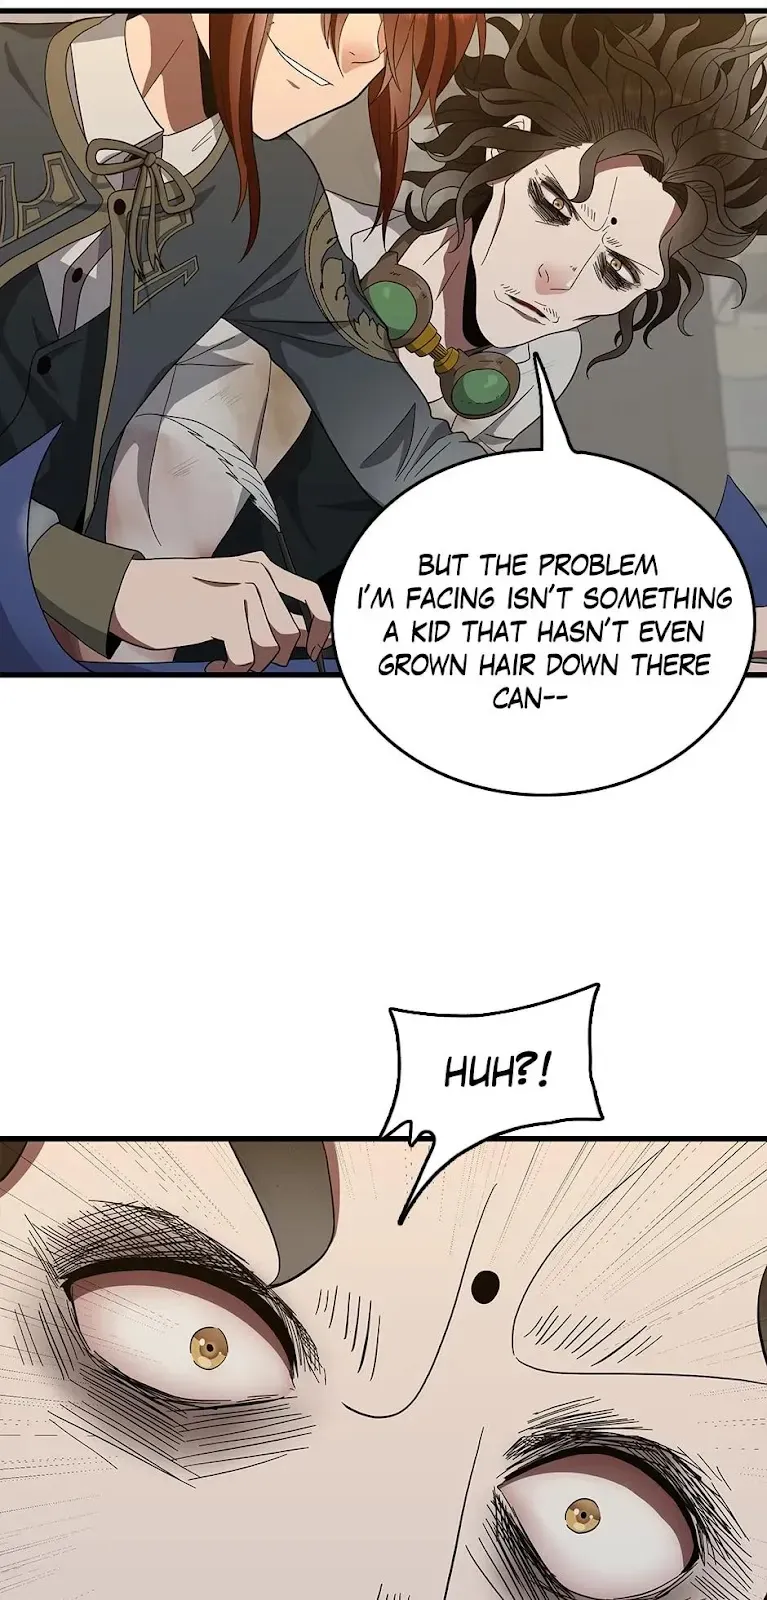 BUT THE PROBLEM
I'M FACING ISN'T SOMETHING
A KID THAT HASN'T EVEN
GROWN HAIR DOWN THERE
CAN--
HUH?!